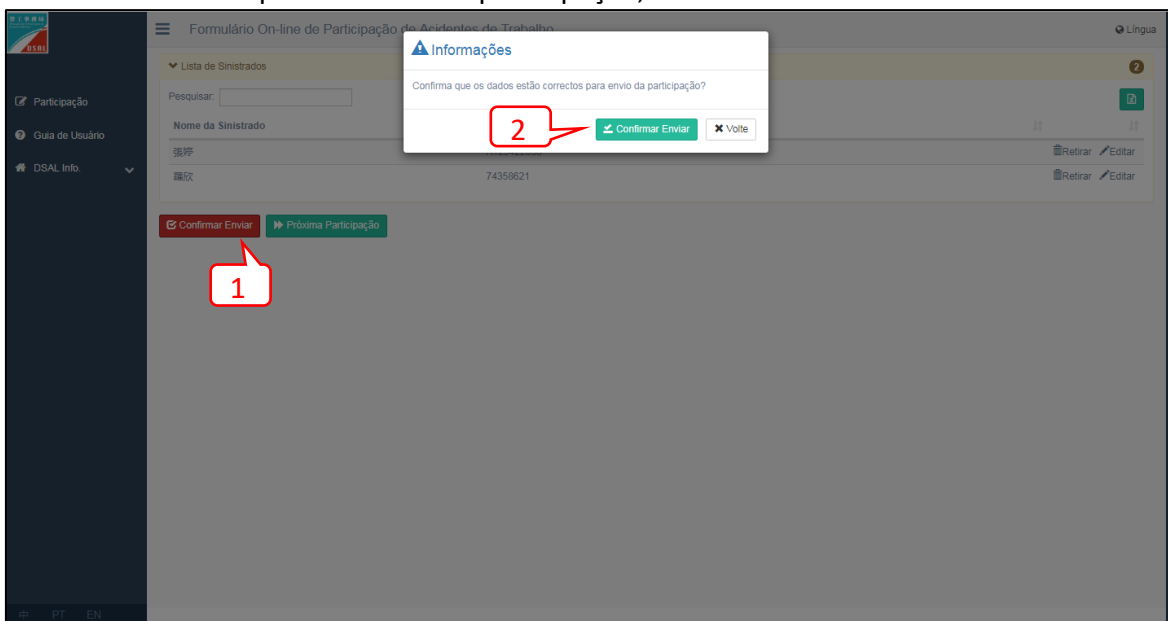 DSAL
Formulário On-line de Participação de Acidentes de Trabalho
Língua
Informações
Lista de Sinistrados
2
Confirma que os dados estão correctos para envio da participação?
Pesquisar:
Participação
Nome da Sinistrado
2
Confirmar Enviar
Volte
Guia de Usuário
張婷
Retirar
Editar
DSAL Info.
74358621
Retirar
Editar
Confirmar Enviar
Próxima Participação
1
中 PT EN